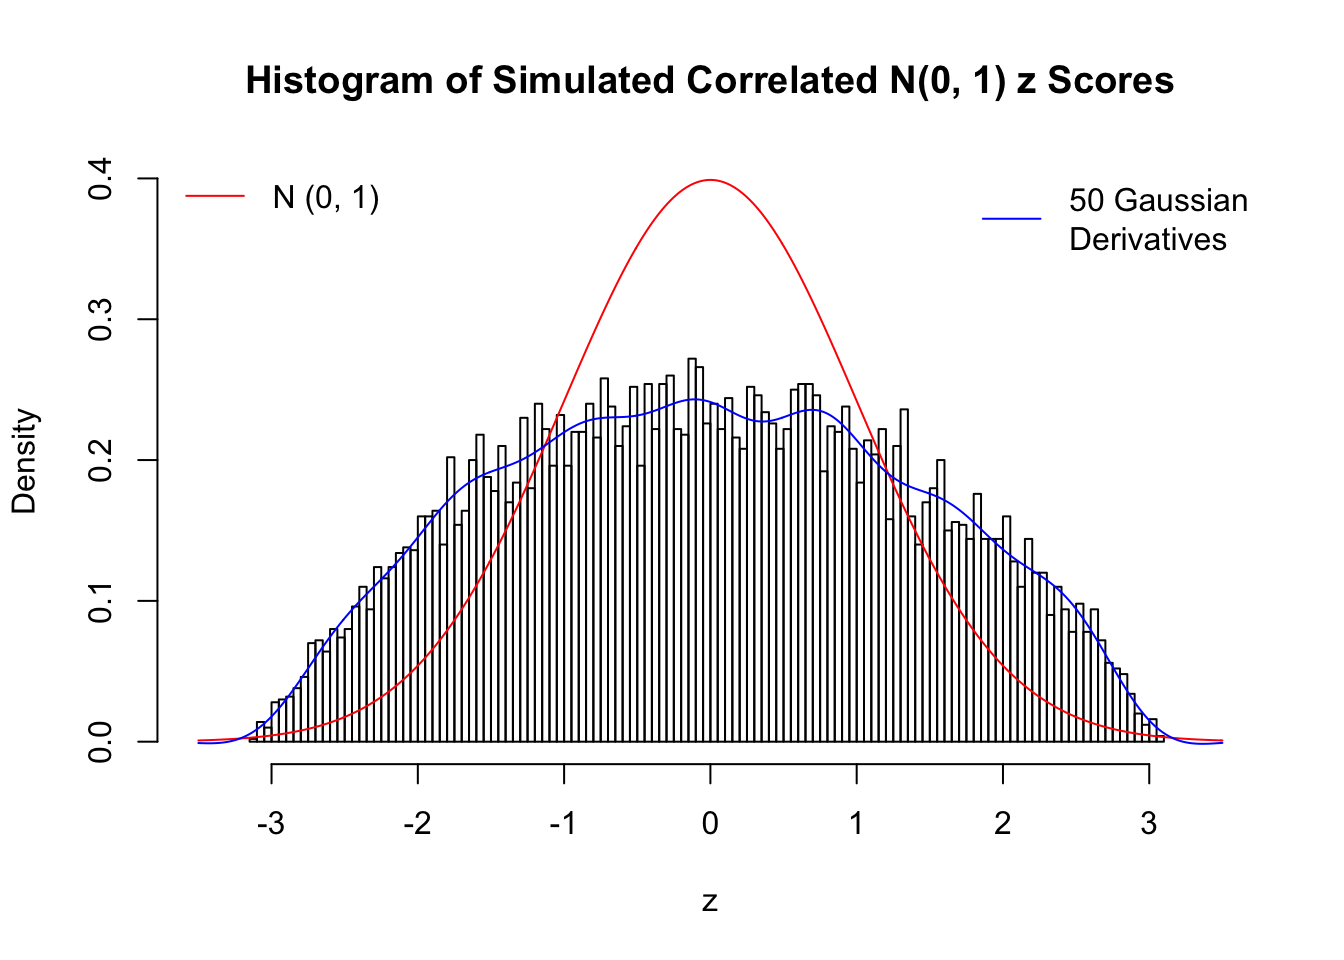 Histogram of Simulated Correlated N(0, 1) z Scores
N (0, 1)
50 Gaussian
Derivatives
Density
0.4
0.3
0.2
0.1
0.0
-3 -2 -1 0 1 2 3
z